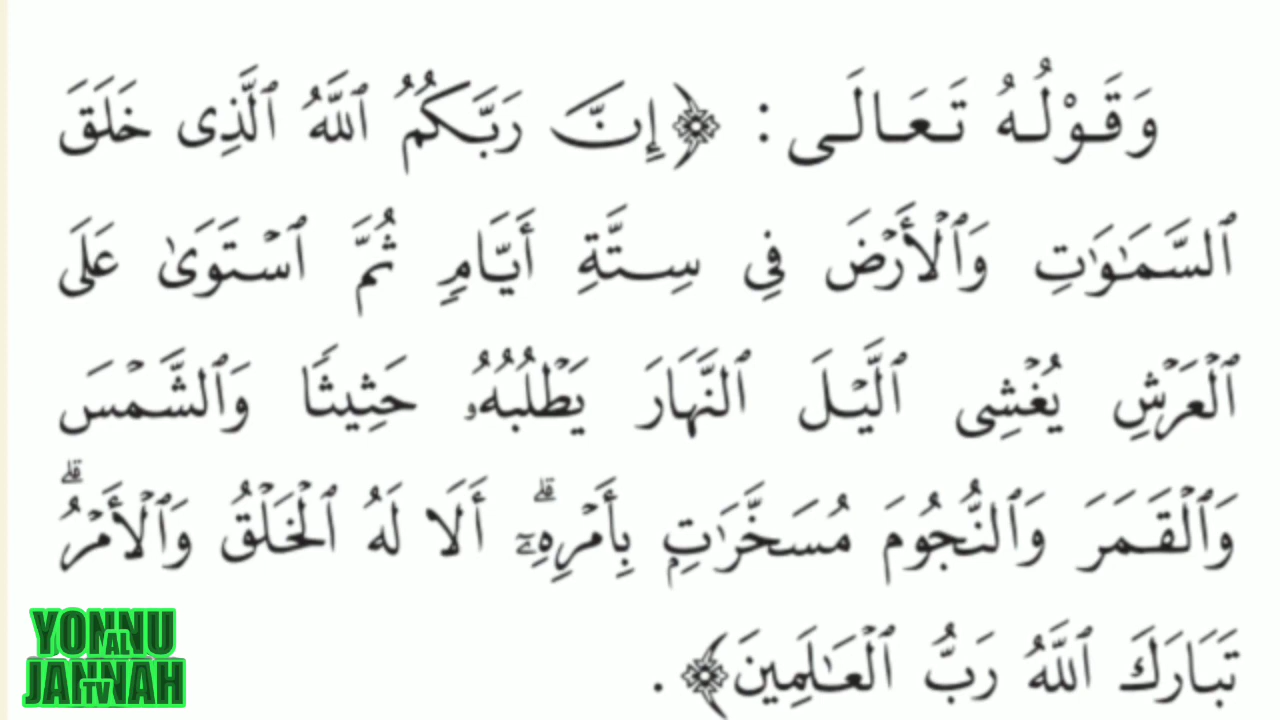 وَقَوْلُهُ تَعَالَى : ﴿إِنَّ رَبَّكُمُ ٱللَّهُ ٱلَّذِى خَلَقَ
ٱلسَّمَـٰوَٰتِ وَٱلْأَرْضَ فِى سِتَّةِ أَيَّامٍ ثُمَّ ٱسْتَوَىٰ عَلَى
ٱلْعَرْشِ يُغْشِى ٱلَّيْلَ ٱلنَّهَارَ يَطْلُبُهُۥ حَثِيثًا وَٱلشَّمْسَ
وَٱلْقَمَرَ وَٱلنُّجُومَ مُسَخَّرَٰتٍۭ بِأَمْرِهِۦٓ ۗ أَلَا لَهُ ٱلْخَلْقُ وَٱلْأَمْرُ ۗ
تَبَارَكَ ٱللَّهُ رَبُّ ٱلْعَـٰلَمِينَ﴾ .
YONNU
AL
JANNAH
TV